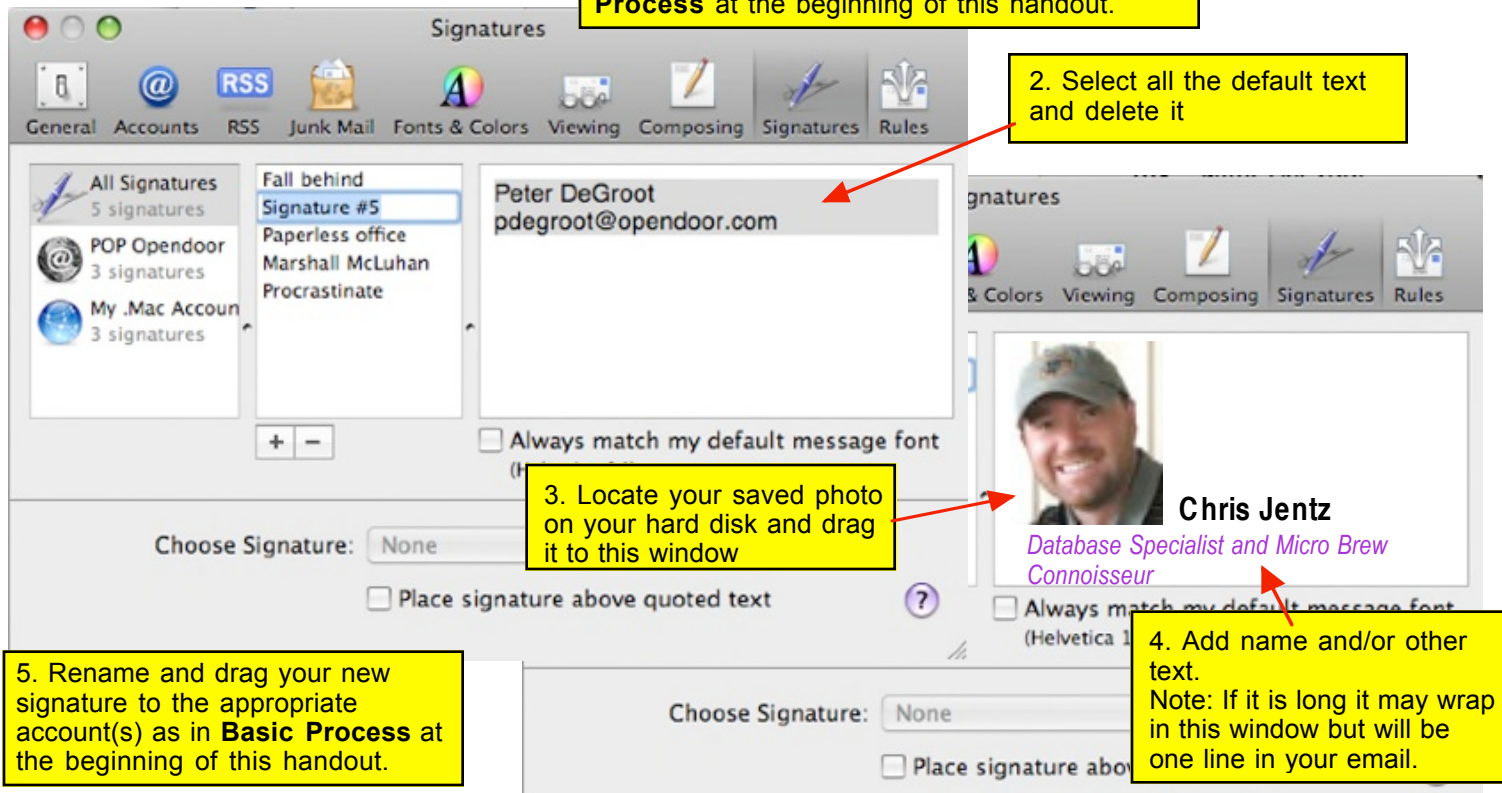 Process at the beginning of this handout.
Signatures
General Accounts RSS Junk Mail Fonts & Colors Viewing Composing Signatures Rules
RSS
2. Select all the default text
and delete it
All Signatures
5 signatures
POP Opendoor
3 signatures
My .Mac Accoun
3 signatures
Fall behind
Signature #5
Paperless office
Marshall McLuhan
Procrastinate
Peter DeGroot
pdegroot@opendoor.com
+ −
Always match my default message font
3. Locate your saved photo
on your hard disk and drag
it to this window
Choose Signature: None
Place signature above quoted text
?
5. Rename and drag your new
signature to the appropriate
account(s) as in Basic Process at
the beginning of this handout.
gnatures
& Colors Viewing Composing Signatures Rules
Chris Jentz
Database Specialist and Micro Brew
Connoisseur
Always match my default message font
(Helvetica 1
4. Add name and/or other
text.
Note: If it is long it may wrap
in this window but will be
one line in your email.
Choose Signature: None
Place signature abov